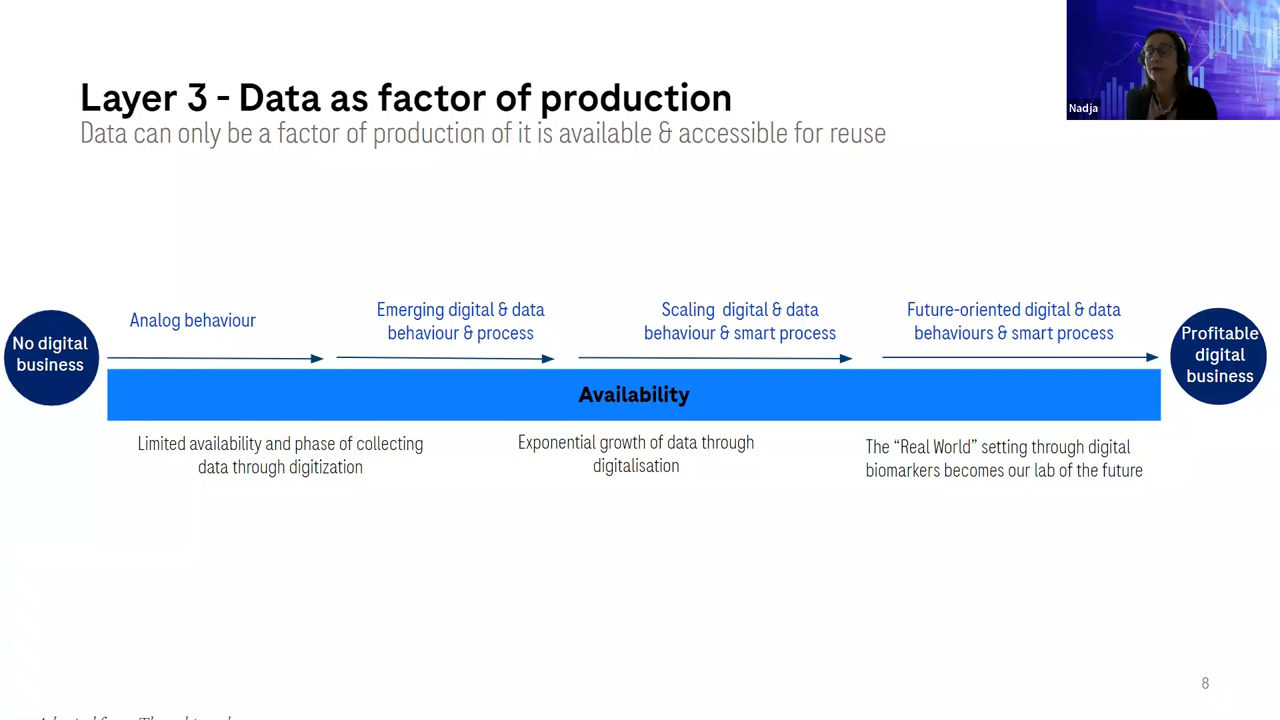 Nadja
Layer 3 - Data as factor of production
Data can only be a factor of production of it is available & accessible for reuse
No digital
business
Analog behaviour
Emerging digital & data
behaviour & process
Scaling digital & data
behaviour & smart process
Future-oriented digital & data
behaviours & smart process
Profitable
digital
business
Availability
Limited availability and phase of collecting
data through digitization
Exponential growth of data through
digitalisation
The “Real World” setting through digital
biomarkers becomes our lab of the future
8